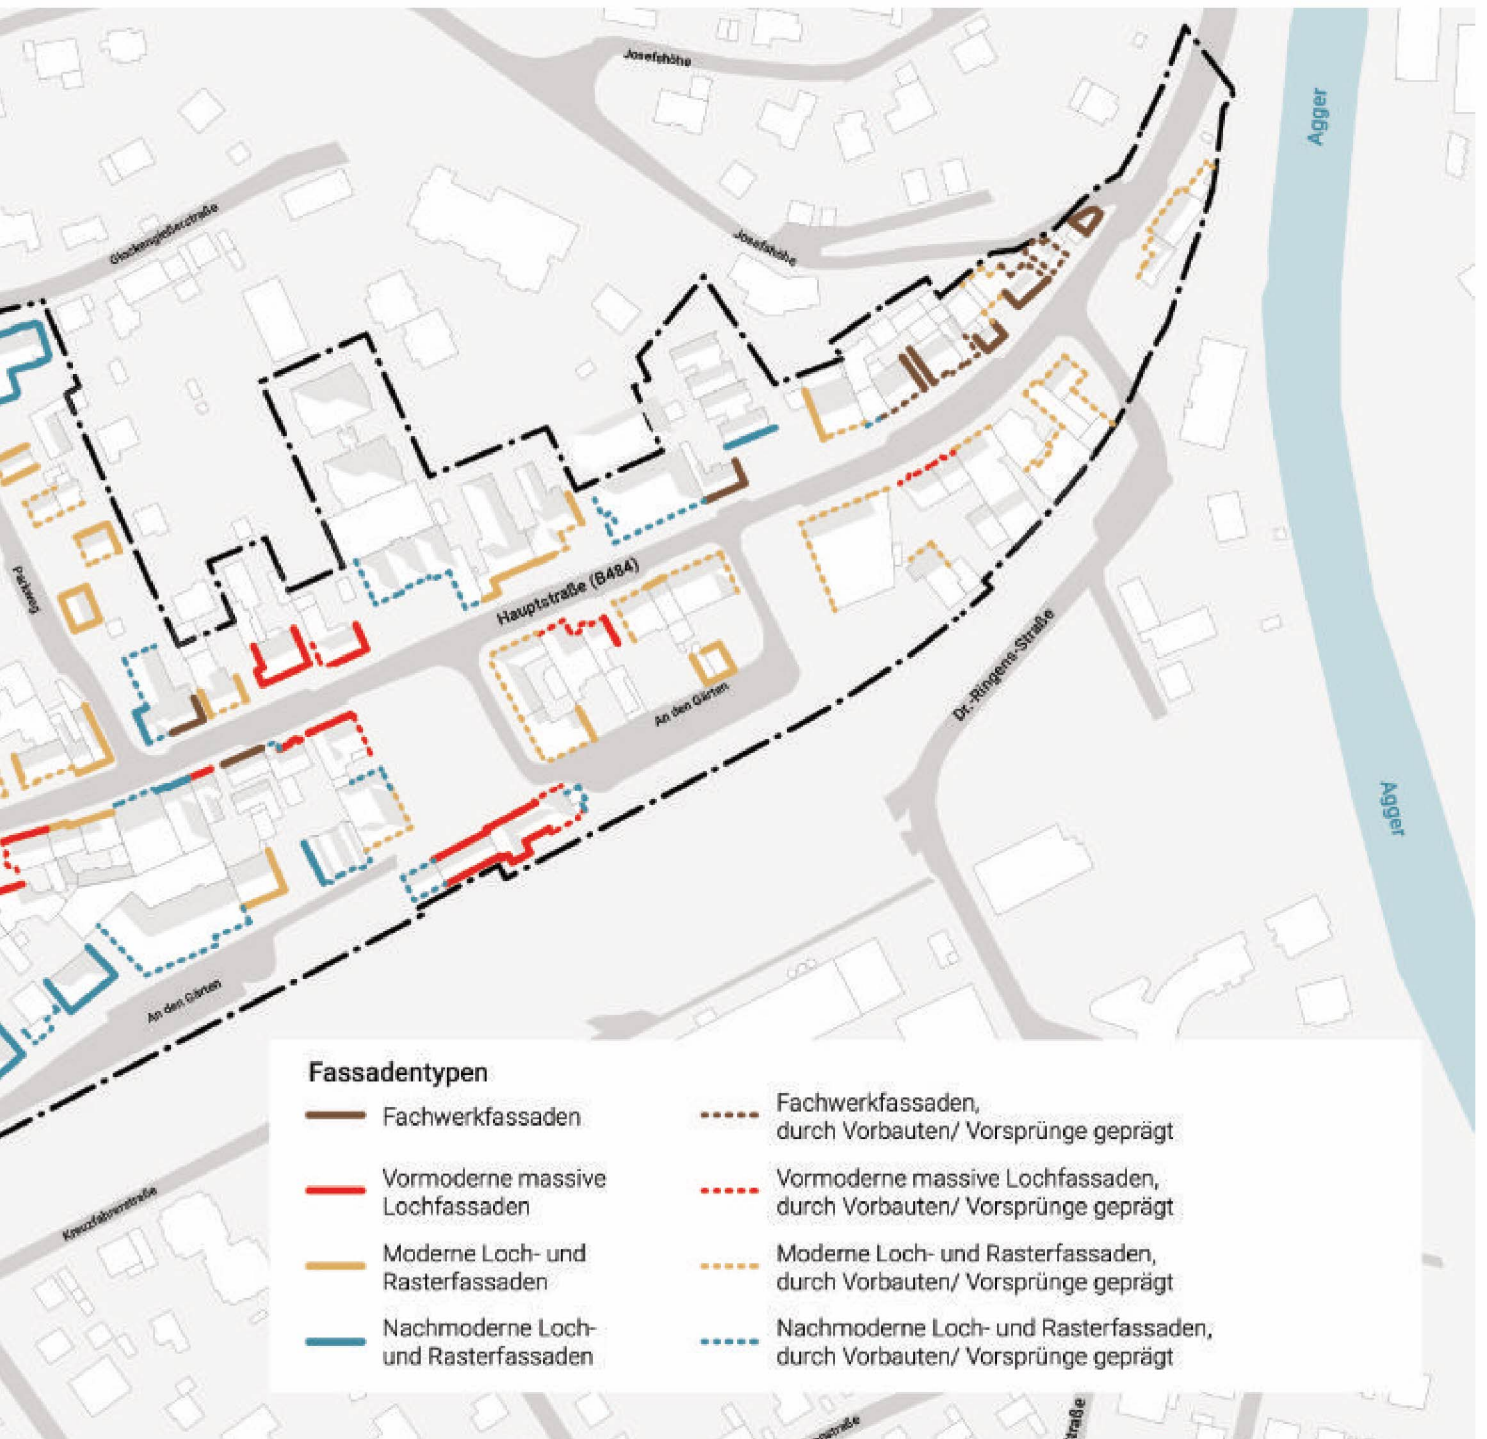 Josefshöhe
Agger
Glockengießerstraße
Josefshöhe
Parkweg
Hauptstraße (B484)
Dr.-Ringens-Straße
An den Gärten
Agger
An den Gärten
Fassadentypen
Fachwerkfassaden
Fachwerkfassaden,
durch Vorbauten/ Vorsprünge geprägt
Vormoderne massive
Lochfassaden
Vormoderne massive Lochfassaden,
durch Vorbauten/ Vorsprünge geprägt
Moderne Loch- und
Rasterfassaden
Moderne Loch- und Rasterfassaden,
durch Vorbauten/ Vorsprünge geprägt
Nachmoderne Loch-
und Rasterfassaden
Nachmoderne Loch- und Rasterfassaden,
durch Vorbauten/ Vorsprünge geprägt
Kreuzfahrerstraße